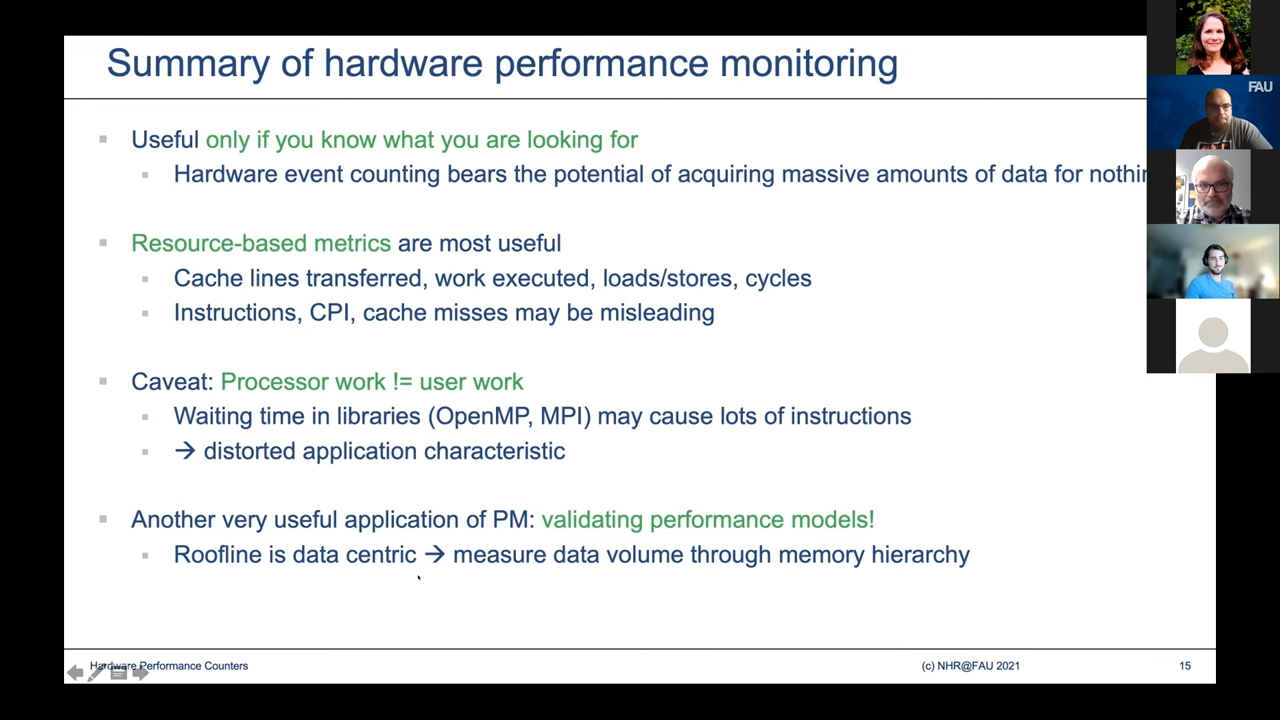 Summary of hardware performance monitoring
FAU
Useful only if you know what you are looking for
Hardware event counting bears the potential of acquiring massive amounts of data for
Resource-based metrics are most useful
Cache lines transferred, work executed, loads/stores, cycles
Instructions, CPI, cache misses may be misleading
Caveat: Processor work != user work
Waiting time in libraries (OpenMP, MPI) may cause lots of instructions
→ distorted application characteristic
Another very useful application of PM: validating performance models!
Roofline is data centric → measure data volume through memory hierarchy
Hardware Performance Counters
(c) NHR@FAU 2021
15